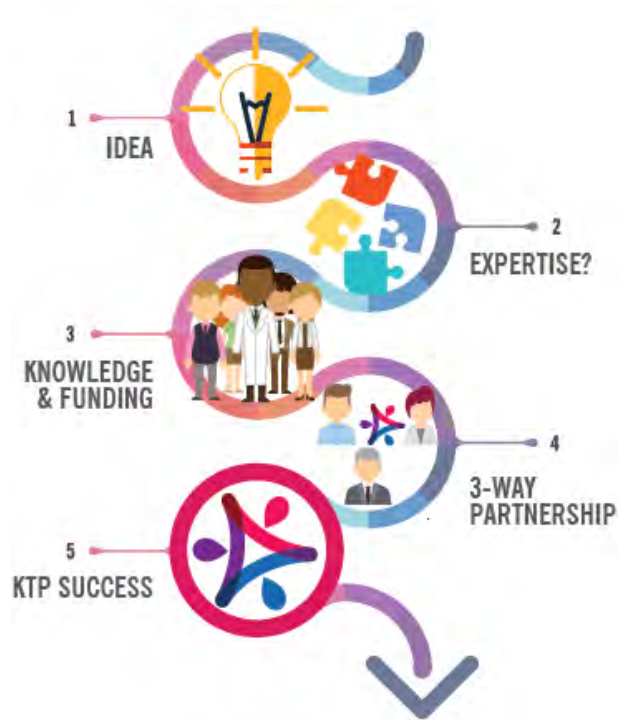 1
IDEA
2
EXPERTISE?
3
KNOWLEDGE
& FUNDING
4
3-WAY
PARTNERSHIP
5
KTP SUCCESS